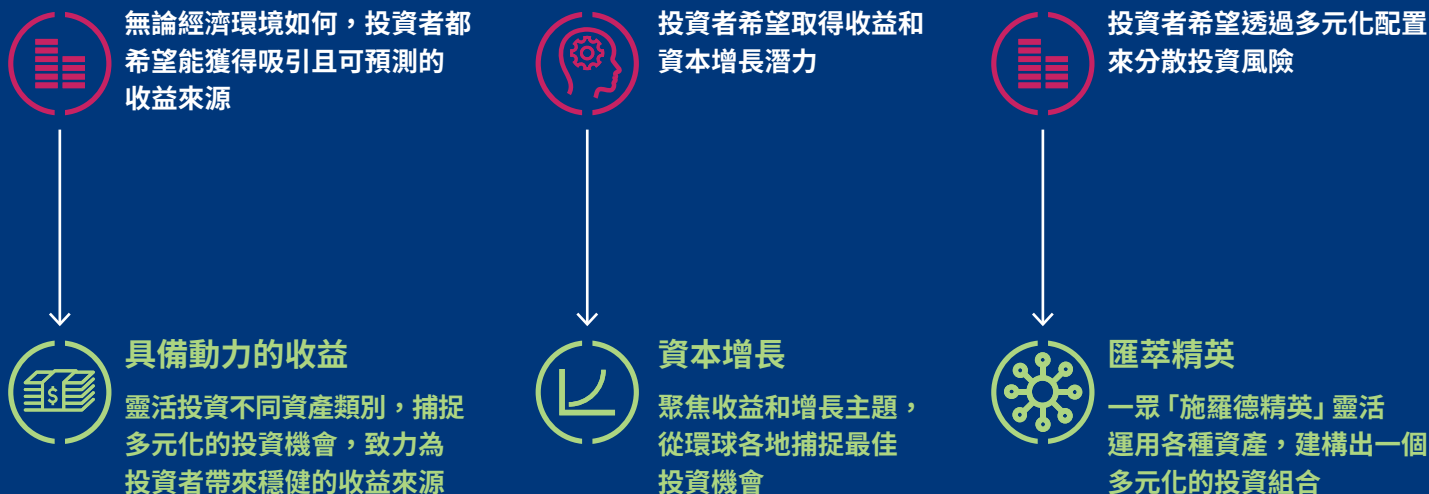 無論經濟環境如何，投資者都
希望能獲得吸引且可預測的
收益來源
投資者希望取得收益和
資本增長潛力
投資者希望透過多元化配置
來分散投資風險
具備動力的收益
靈活投資不同資產類別，捕捉
多元化的投資機會，致力為
投資者帶來穩健的收益來源
資本增長
聚焦收益和增長主題，
從環球各地捕捉最佳
投資機會
匯萃精英
一眾「施羅德精英」靈活
運用各種資產，建構出一個
多元化的投資組合
$